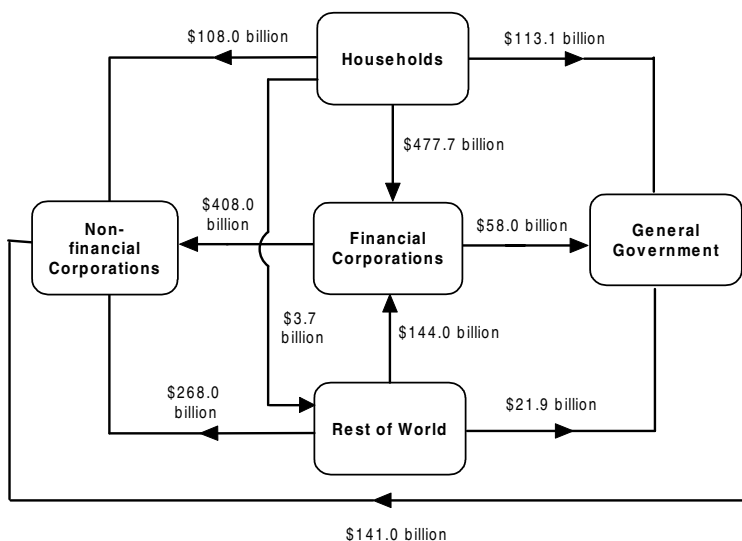 $108.0 billion
Households
$113.1 billion
$477.7 billion
$408.0
billion
Non-
financial
Corporations
Financial
Corporations
$58.0 billion
General
Government
$3.7
billion
$144.0 billion
$268.0
billion
Rest of World
$21.9 billion
$141.0 billion